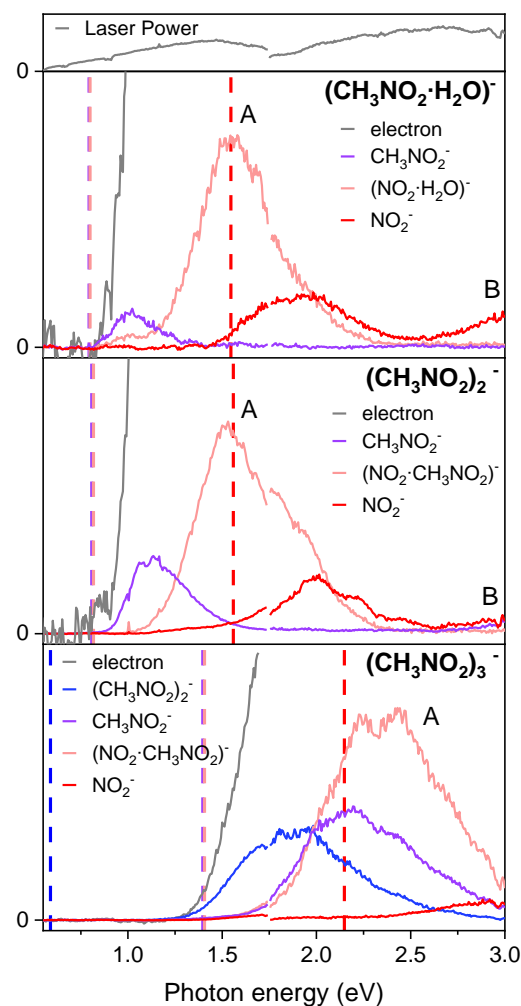 Laser Power
0
(CH₃NO₂·H₂O)⁻
A
electron
CH₃NO₂⁻
(NO₂·H₂O)⁻
NO₂⁻
B
0
(CH₃NO₂)₂⁻
A
electron
CH₃NO₂⁻
(NO₂·CH₃NO₂)⁻
NO₂⁻
B
0
(CH₃NO₂)₃⁻
electron
(CH₃NO₂)₂⁻
A
CH₃NO₂⁻
(NO₂·CH₃NO₂)⁻
NO₂⁻
0
1.0 1.5 2.0 2.5 3.0
Photon energy (eV)